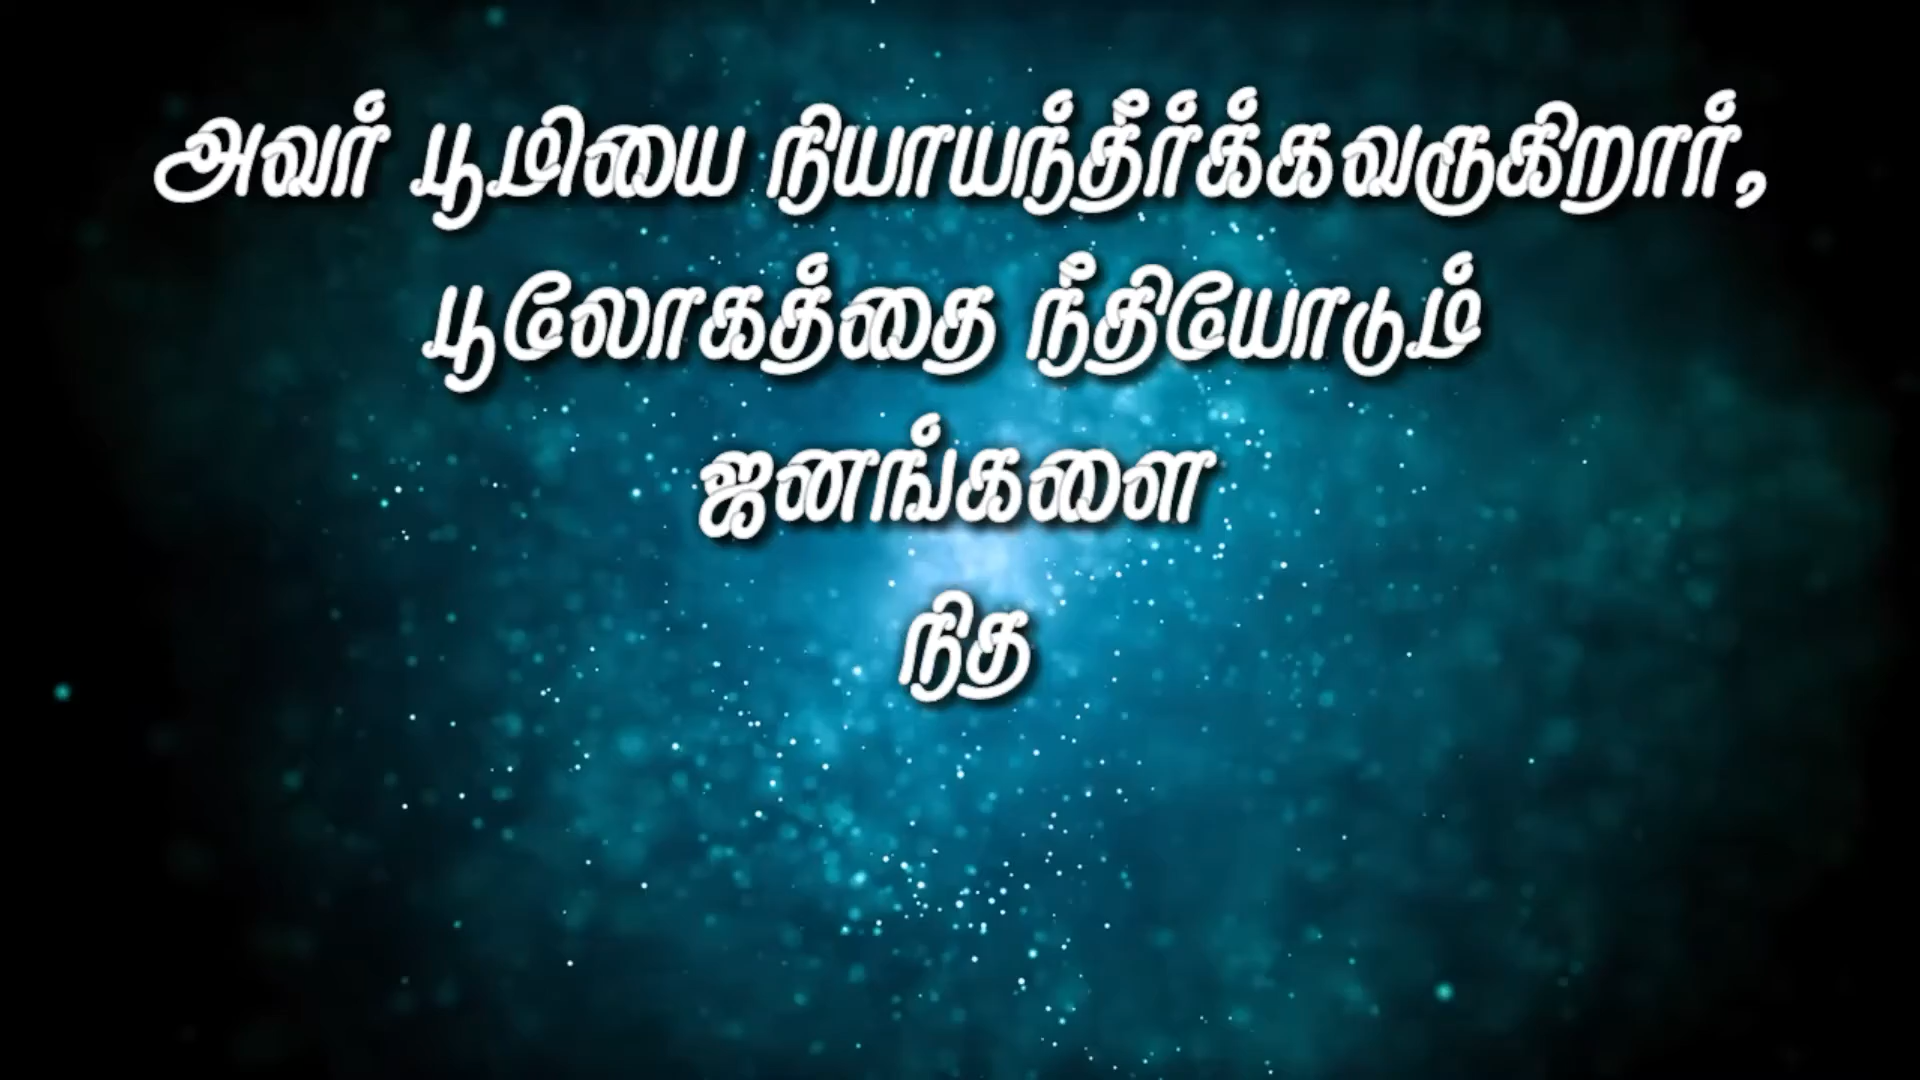 அவர் பூமியை நியாயந்தீர்க்கவருகிறார்,
பூலோகத்தை நீதியோடும்
ஜனங்களை
நித